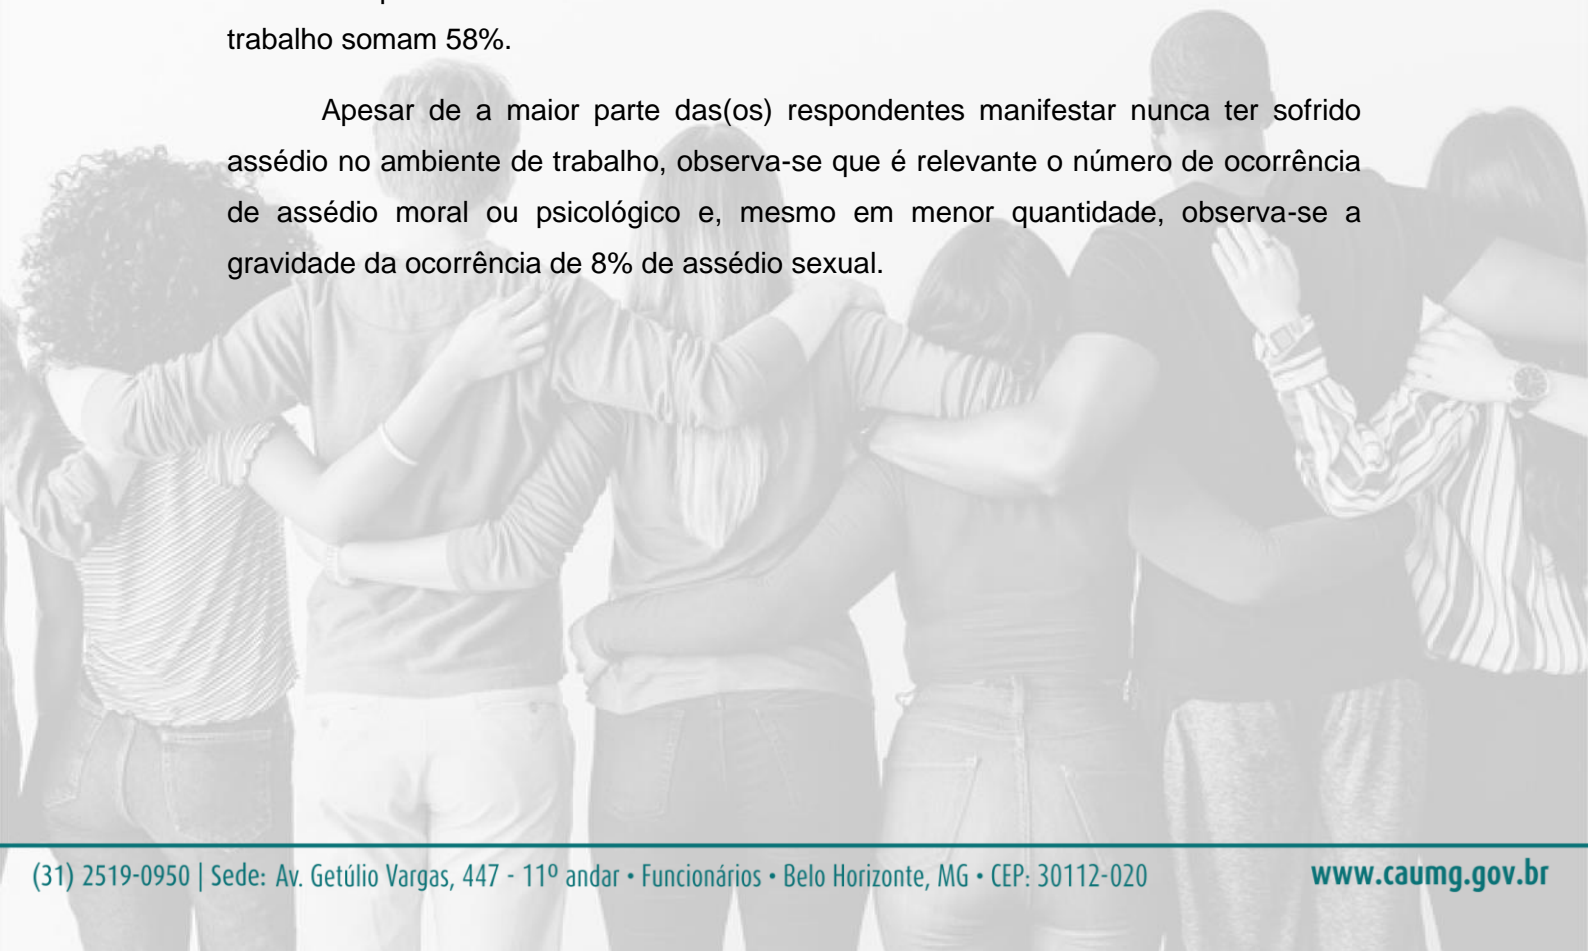 trabalho somam 58%.
Apesar de a maior parte das(os) respondentes manifestar nunca ter sofrido
assédio no ambiente de trabalho, observa-se que é relevante o número de ocorrência
de assédio moral ou psicológico e, mesmo em menor quantidade, observa-se a
gravidade da ocorrência de 8% de assédio sexual.
(31) 2519-0950 | Sede: Av. Getúlio Vargas, 447 - 11º andar • Funcionários • Belo Horizonte, MG • CEP: 30112-020
www.caumg.gov.br